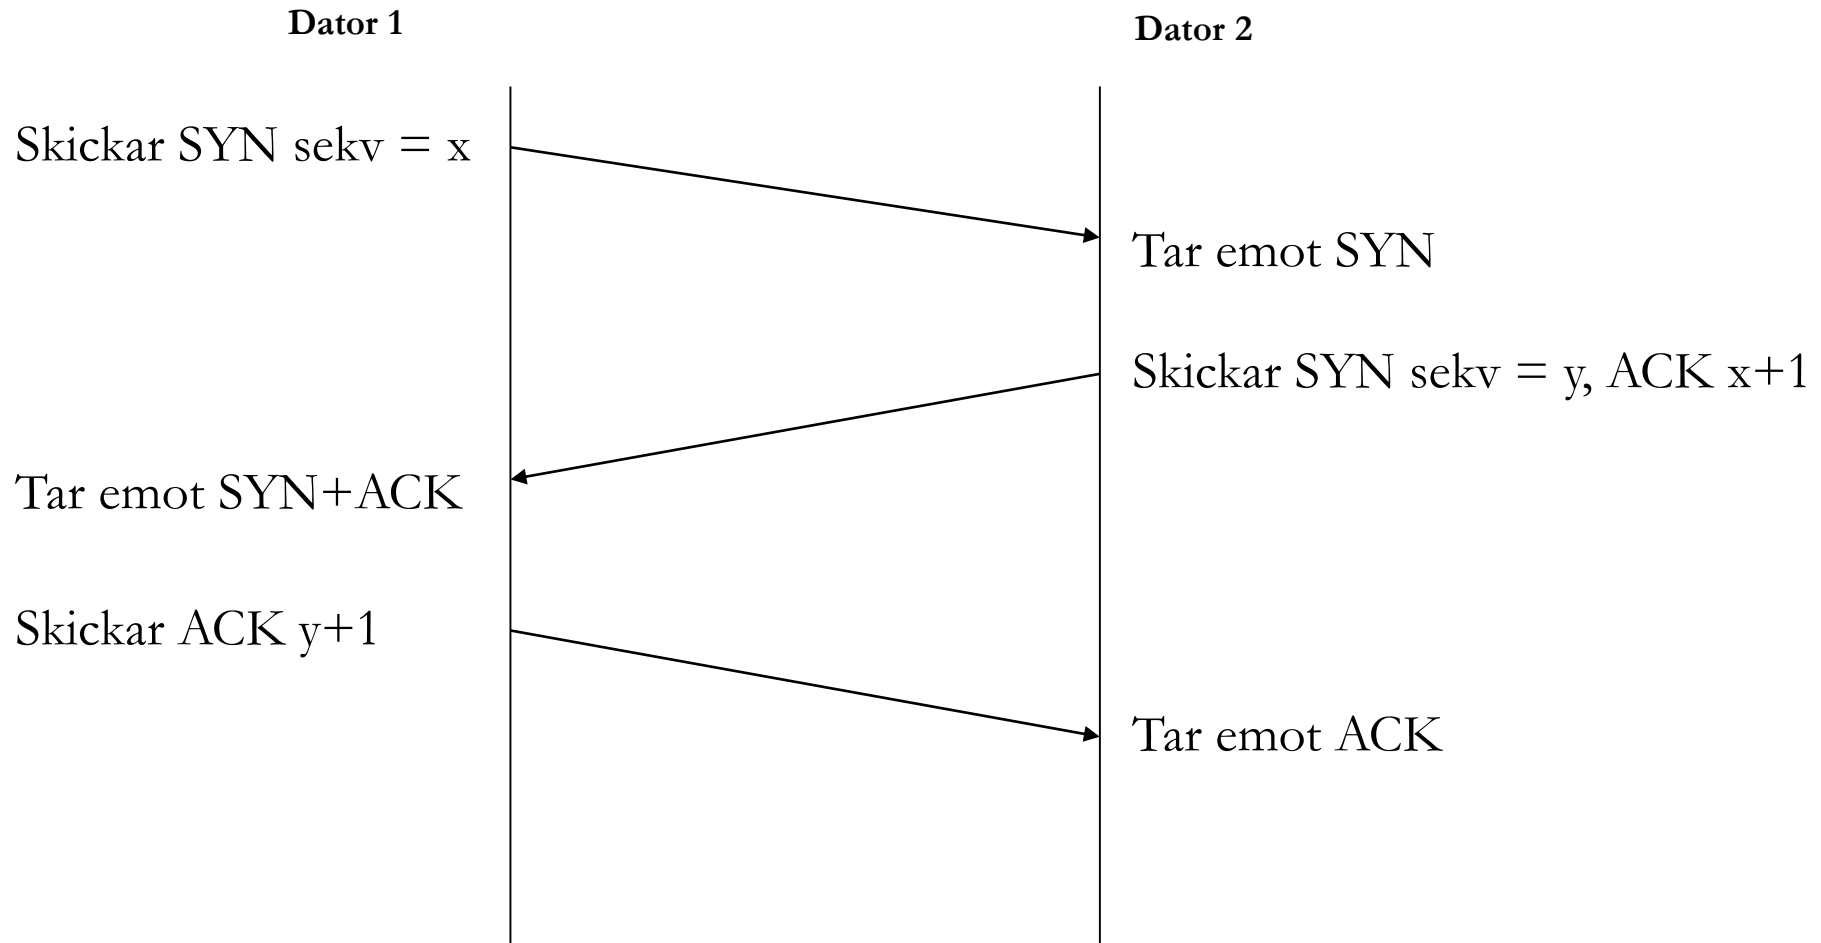 Dator 1
Dator 2
Skickar SYN sekv = x
Tar emot SYN
Skickar SYN sekv = y, ACK x+1
Tar emot SYN+ACK
Skickar ACK y+1
Tar emot ACK